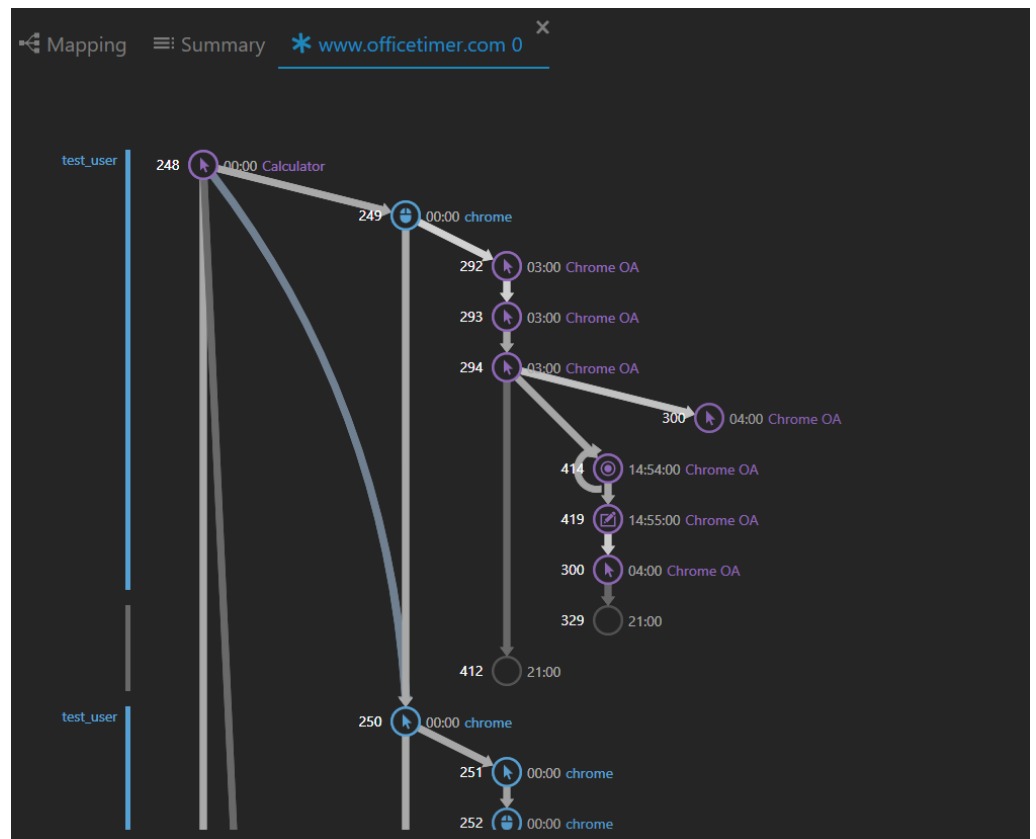 Mapping Summary www.officetimer.com 0
test_user 248 00:00 Calculator
249 00:00 chrome
292 03:00 Chrome OA
293 03:00 Chrome OA
294 03:00 Chrome OA
300 04:00 Chrome OA
414 14:54:00 Chrome OA
419 14:55:00 Chrome OA
300 04:00 Chrome OA
329 21:00
412 21:00
test_user 250 00:00 chrome
251 00:00 chrome
252 00:00 chrome